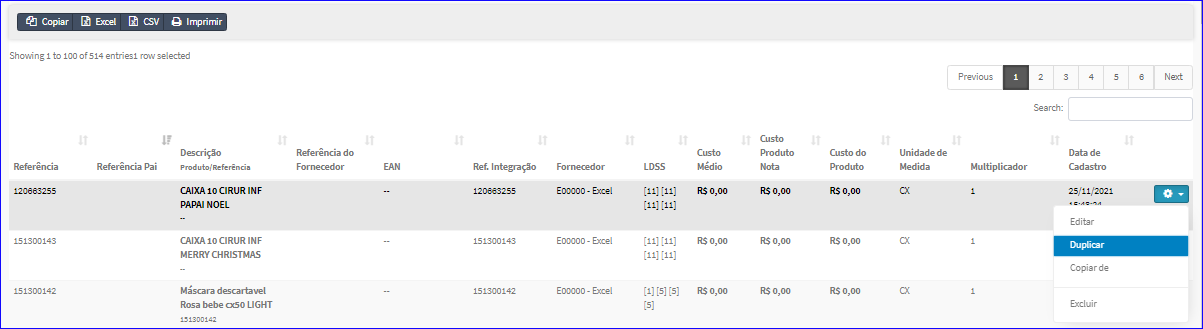 Copiar Excel CSV Imprimir
Showing 1 to 100 of 514 entries1 row selected
Previous 1 2 3 4 5 6 Next
Search:
Referência Referência Pai Descrição Produto/Referência Referência do Fornecedor EAN Ref. Integração Fornecedor LDSS Custo Médio Custo Produto Nota Custo do Produto Unidade de Medida Multiplicador Data de Cadastro
120663255 CAIXA 10 CIRUR INF -- 120663255 E00000 - Excel [11] [11] R$ 0,00 R$ 0,00 R$ 0,00 CX 1 25/11/2021
PAPAI NOEL [11] [11]
--
Editar
151300143 CAIXA 10 CIRUR INF -- 151300143 E00000 - Excel [11] [11] R$ 0,00 R$ 0,00 R$ 0,00 CX 1 Duplicar
MERRY CHRISTMAS [11] [11]
--
Copiar de
151300142 Máscara descartavel -- 151300142 E00000 - Excel [1] [5] [5] R$ 0,00 R$ 0,00 R$ 0,00 CX 1
Rosa bebe cx50 LIGHT [5] Excluir
151300142